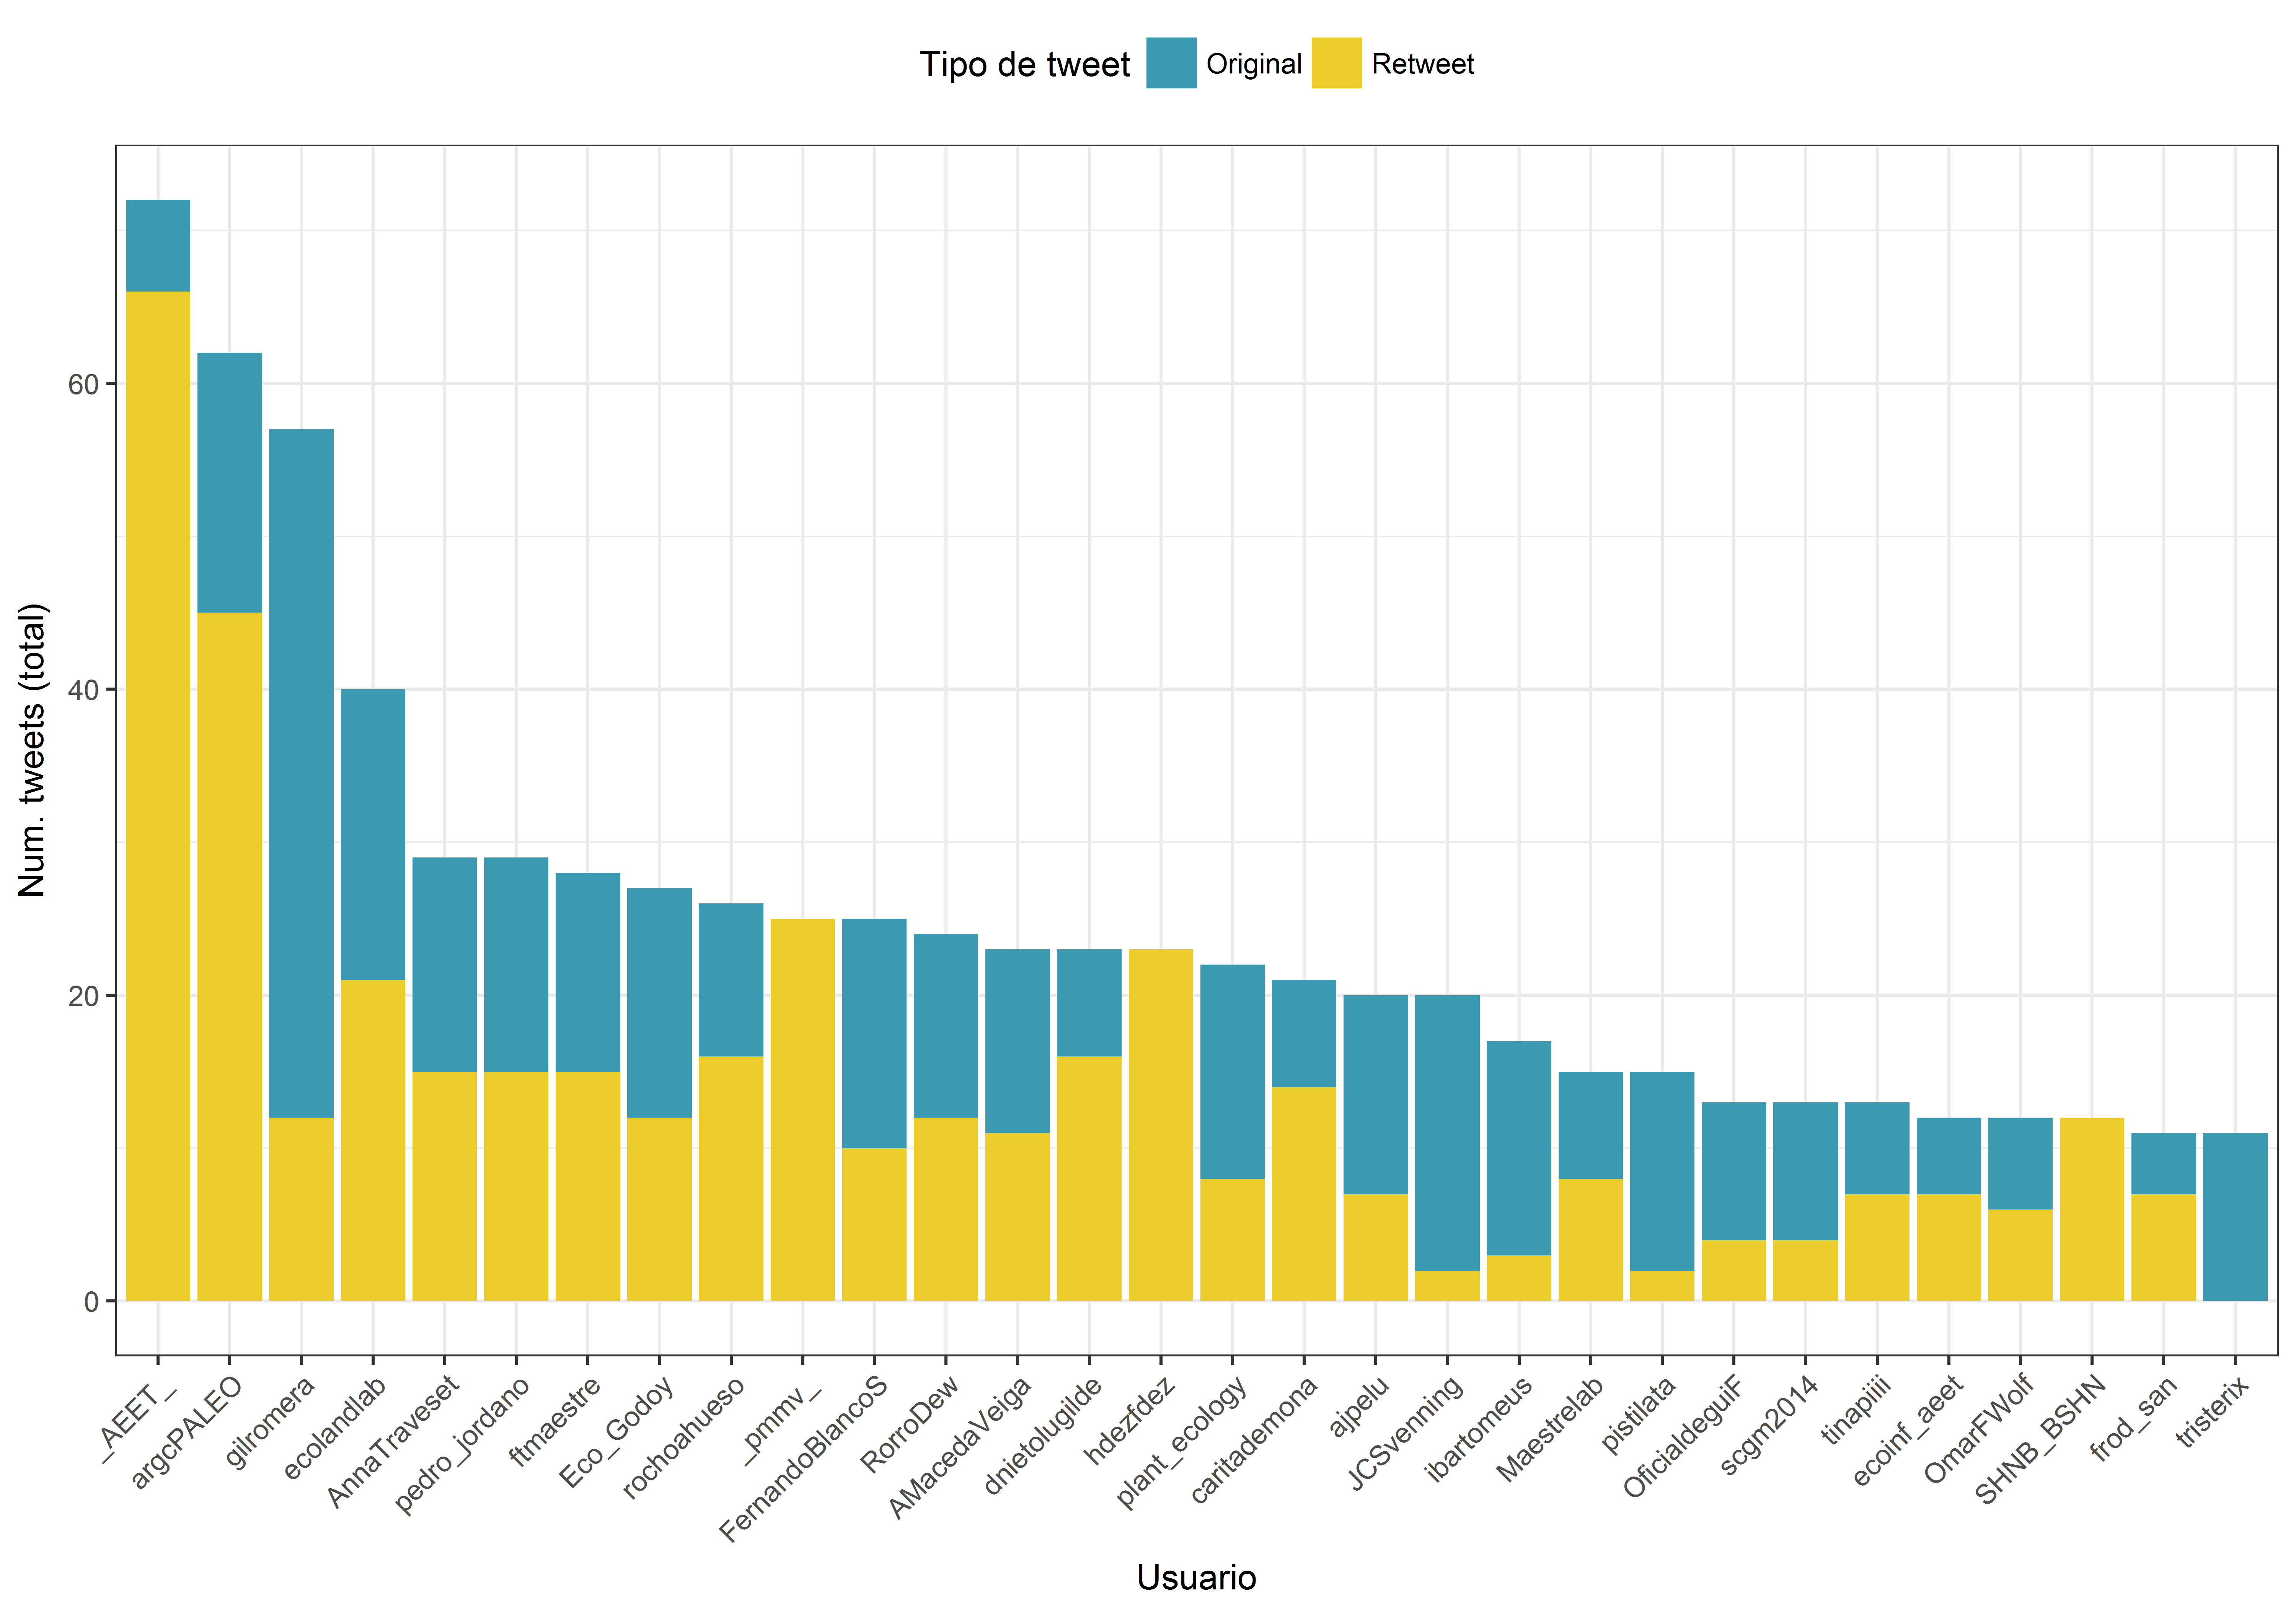 Tipo de tweet Original Retweet
Num. tweets (total)
60
40
20
0
_AEET_
argcPALEO
gilromera
ecolandlab
AnnaTraveset
pedro_jordano
ftmaestre
Eco_Godoy
rochoahueso
_pmmv_
FernandoBlancoS
RorroDew
AMacedaVeiga
dnietolugilde
hdezfdez
plant_ecology
caritademona
ajpelu
JCSvenning
ibartomeus
Maestrelab
pistilata
OficialdeguiF
scgm2014
tinapiiii
ecoinf_aeet
OmarFWolf
SHNB_BSHN
frod_san
tristerix
Usuario